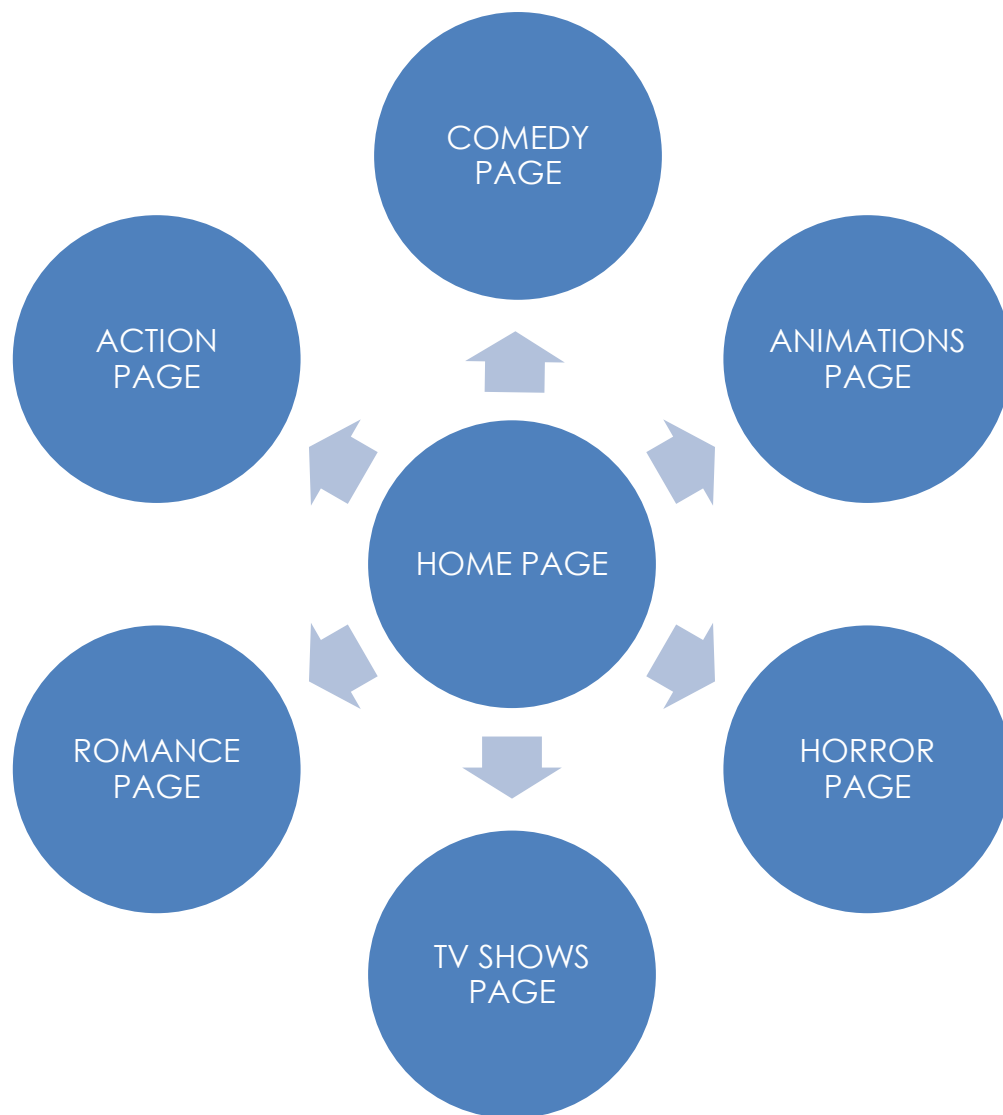 COMEDY
PAGE
ACTION
PAGE
ANIMATIONS
PAGE
HOME PAGE
ROMANCE
PAGE
HORROR
PAGE
TV SHOWS
PAGE